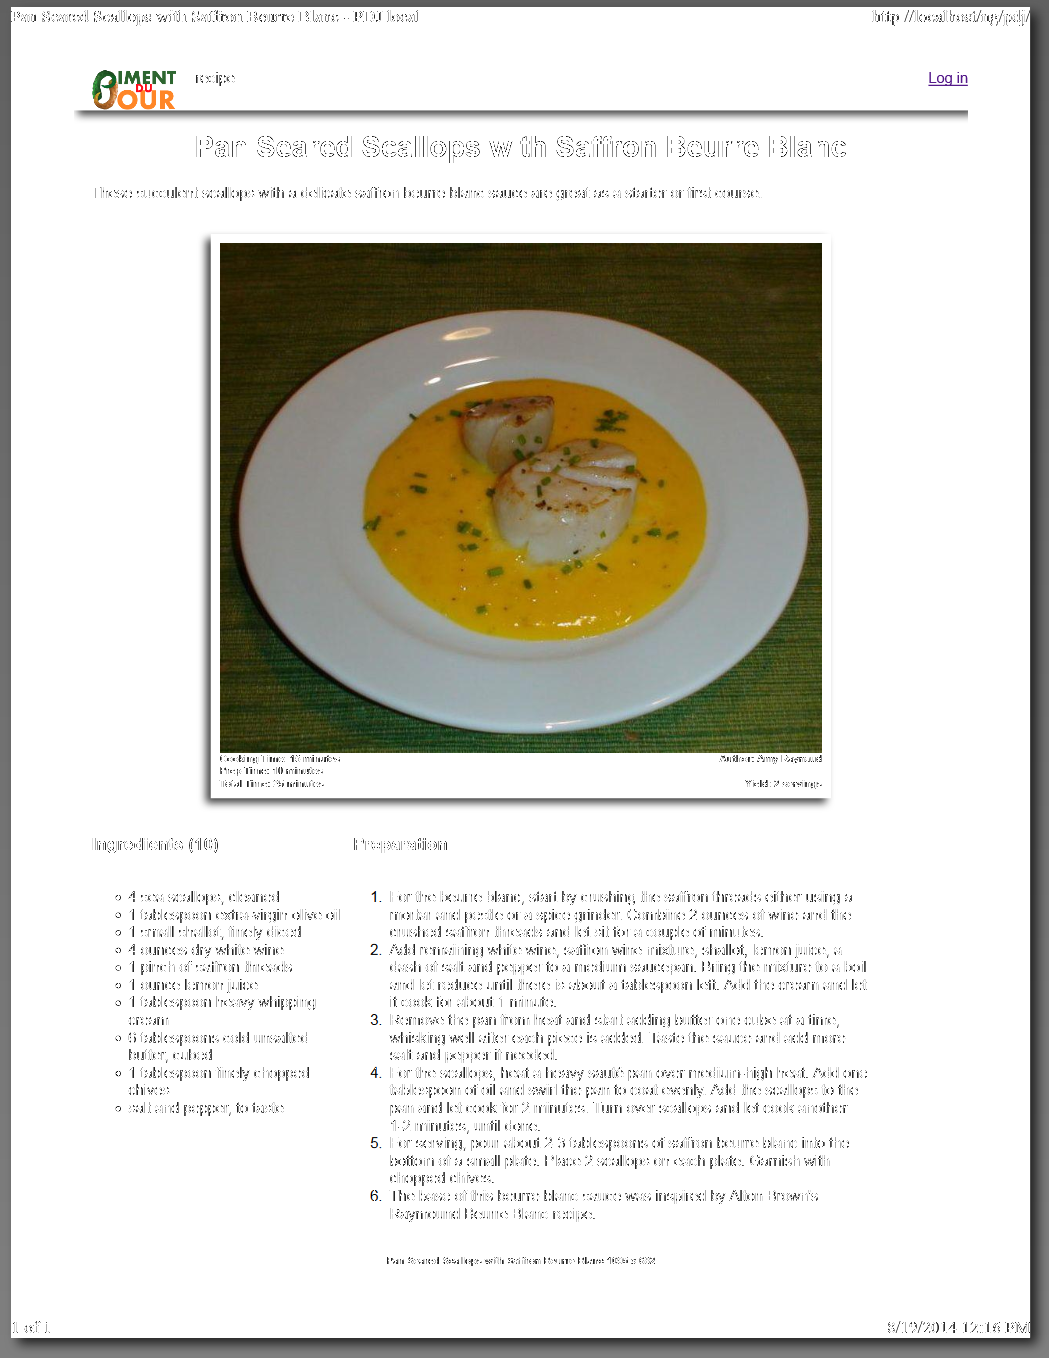 Pan Seared Scallops with Saffron Beurre Blanc - PDJ local
http://localhost/ng/pdj/
PIMENT
DU
JOUR
recipe
Log in
Pan Seared Scallops with Saffron Beurre Blanc
These succulent scallops with a delicate saffron beurre blanc sauce are great as a starter or first course.
Cooking Time:
Author: Amy Raymond
Prep Time: 10 minutes
Total Time:
Yield: 2 servings
Ingredients (10)
Preparation
4 sea scallops, cleaned
1 tablespoon extra virgin olive oil
1 small shallot, finely diced
4 ounces dry white wine
1 pinch of saffron threads
1 ounce lemon juice
1 tablespoon heavy whipping
cream
6 tablespoons cold unsalted
butter, cubed
1 tablespoon finely chopped
chives
salt and pepper, to taste
1. For the beurre blanc, start by crushing the saffron threads either using a
mortar and pestle or a spice grinder. Combine 2 ounces of wine and the
crushed saffron threads and let sit for a couple of minutes.
2. Add remaining white wine, saffron wine mixture, shallot, lemon juice, a
dash of salt and pepper to a medium saucepan. Bring the mixture to a boil
and let reduce until there is about a tablespoon left. Add the cream and let
it cook for about 1 minute.
3. Remove the pan from heat and start adding butter one cube at a time,
whisking well after each piece is added. Taste the sauce and add more
salt and pepper if needed.
4. For the scallops, heat a heavy sauté pan over medium-high heat. Add one
tablespoon of oil and swirl the pan to coat evenly. Add the scallops to the
pan and let cook for 2 minutes. Turn over scallops and let cook another
1-2 minutes, until done.
5. For serving, pour about 2-3 tablespoons of saffron beurre blanc into the
bottom of a small plate. Place 2 scallops on each plate. Garnish with
chopped chives.
6. The base of this beurre blanc sauce was inspired by Alton Brown's
Raymound Beurre Blanc recipe.
Pan Seared Scallops with Saffron Beurre Blanc
1 of 1
8/19/2014 12:16 PM